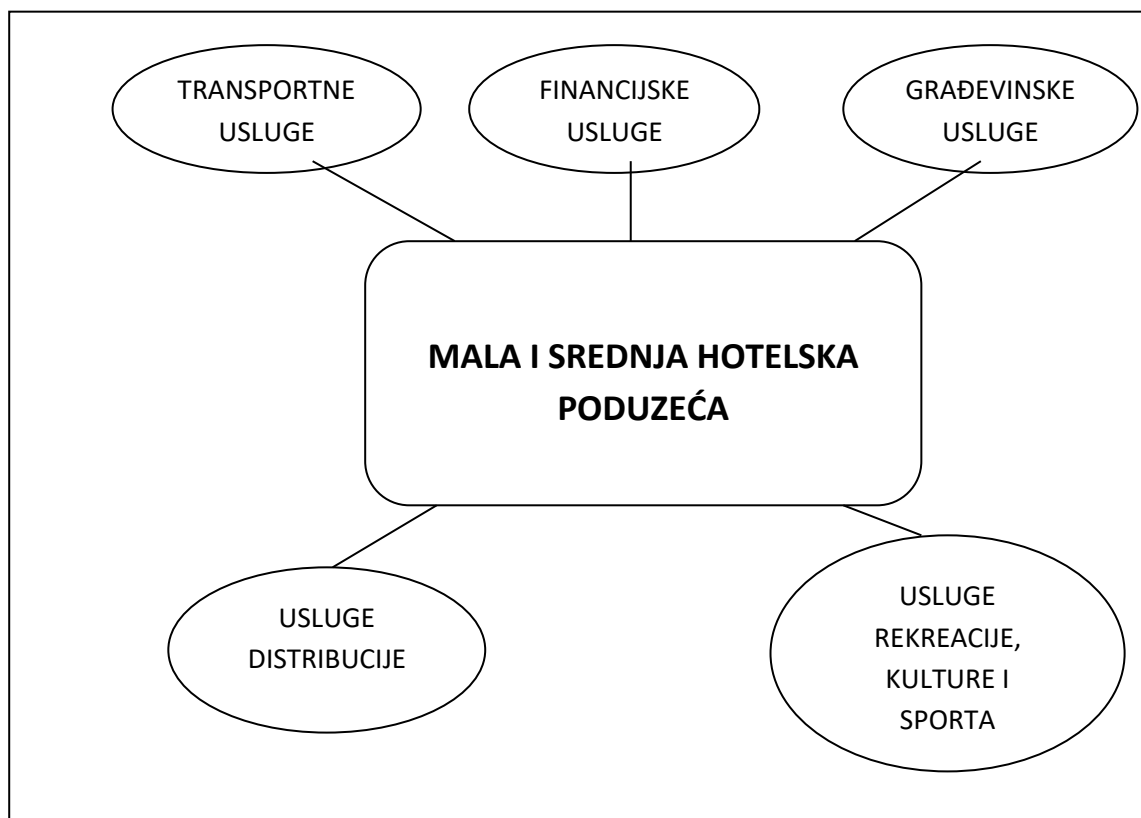 TRANSPORTNE
USLUGE
FINANCIJSKE
USLUGE
GRAĐEVINSKE
USLUGE
MALA I SREDNJA HOTELSKA
PODUZEĆA
USLUGE
DISTRIBUCIJE
USLUGE
REKREACIJE,
KULTURE I
SPORTA